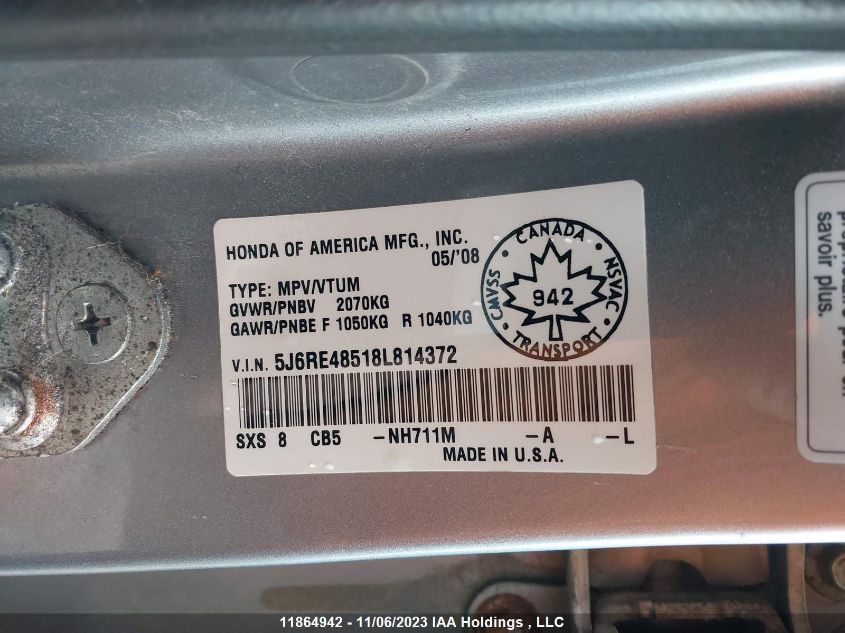 HONDA OF AMERICA MFG., INC.
05/'08
TYPE: MPV/VTUM
GVWR/PNBV 2070KG
GAWR/PNBE F 1050KG R 1040KG
V.I.N. 5J6RE48518L814372
SXS 8 CB5 -NH711M -A -L
MADE IN U.S.A.
CANADA
CMVSS 942 NSVAC
TRANSPORT
savoir plus.
11864942 - 11/06/2023 IAA Holdings , LLC